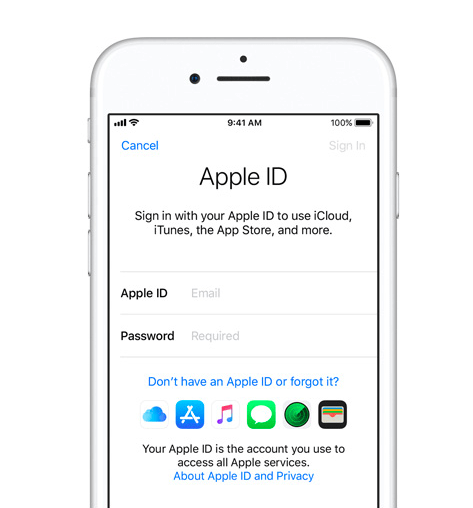 9:41 AM 100%
Cancel Sign In
Apple ID
Sign in with your Apple ID to use iCloud,
iTunes, the App Store, and more.
Apple ID Email
Password Required
Don't have an Apple ID or forgot it?
Your Apple ID is the account you use to
access all Apple services.
About Apple ID and Privacy